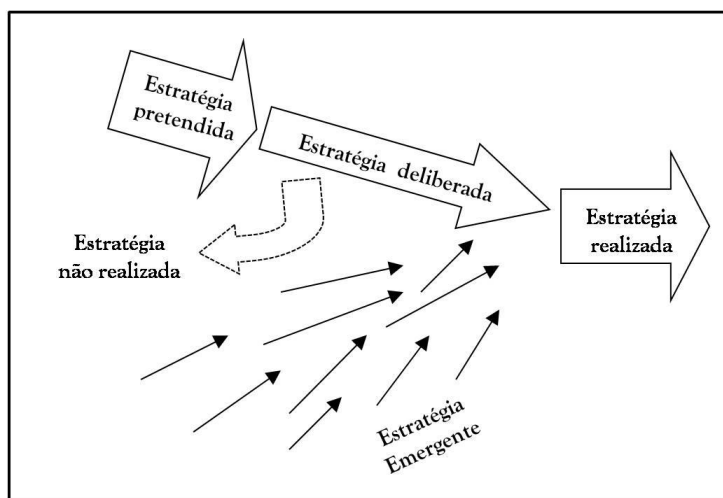 Estratégia
pretendida
Estratégia deliberada
Estratégia
realizada
Estratégia
não realizada
Estratégia
Emergente